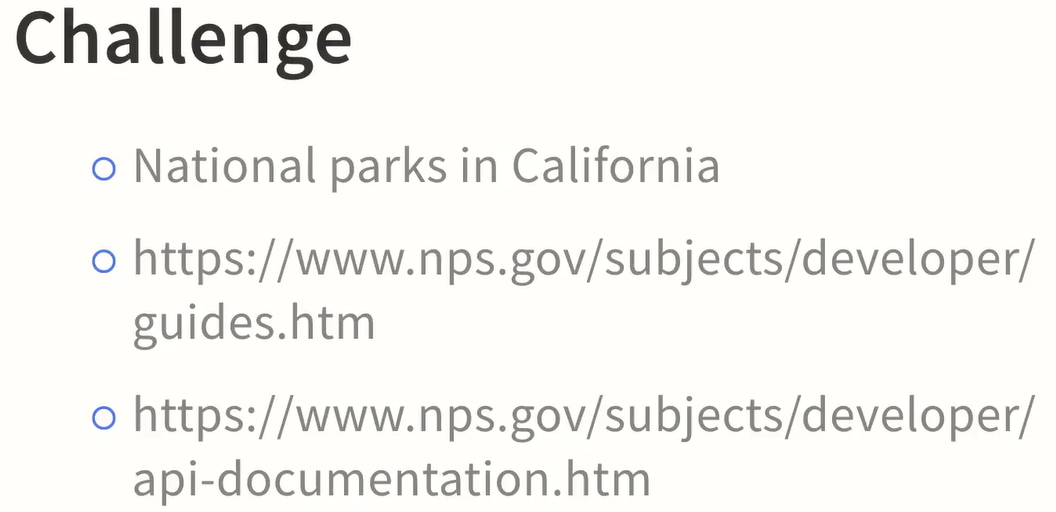 Challenge
National parks in California
https://www.nps.gov/subjects/developer/
guides.htm
https://www.nps.gov/subjects/developer/
api-documentation.htm